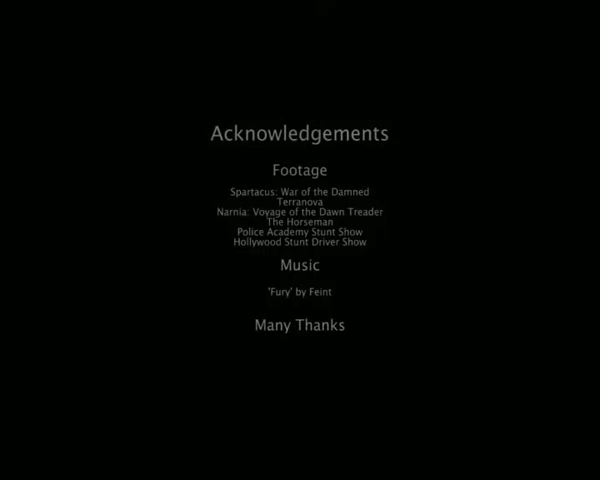 Acknowledgements
Footage
Spartacus: War of the Damned
Terranova
Narnia: Voyage of the Dawn Treader
The Horseman
Police Academy Stunt Show
Hollywood Stunt Driver Show
Music
'Fury' by Feint
Many Thanks